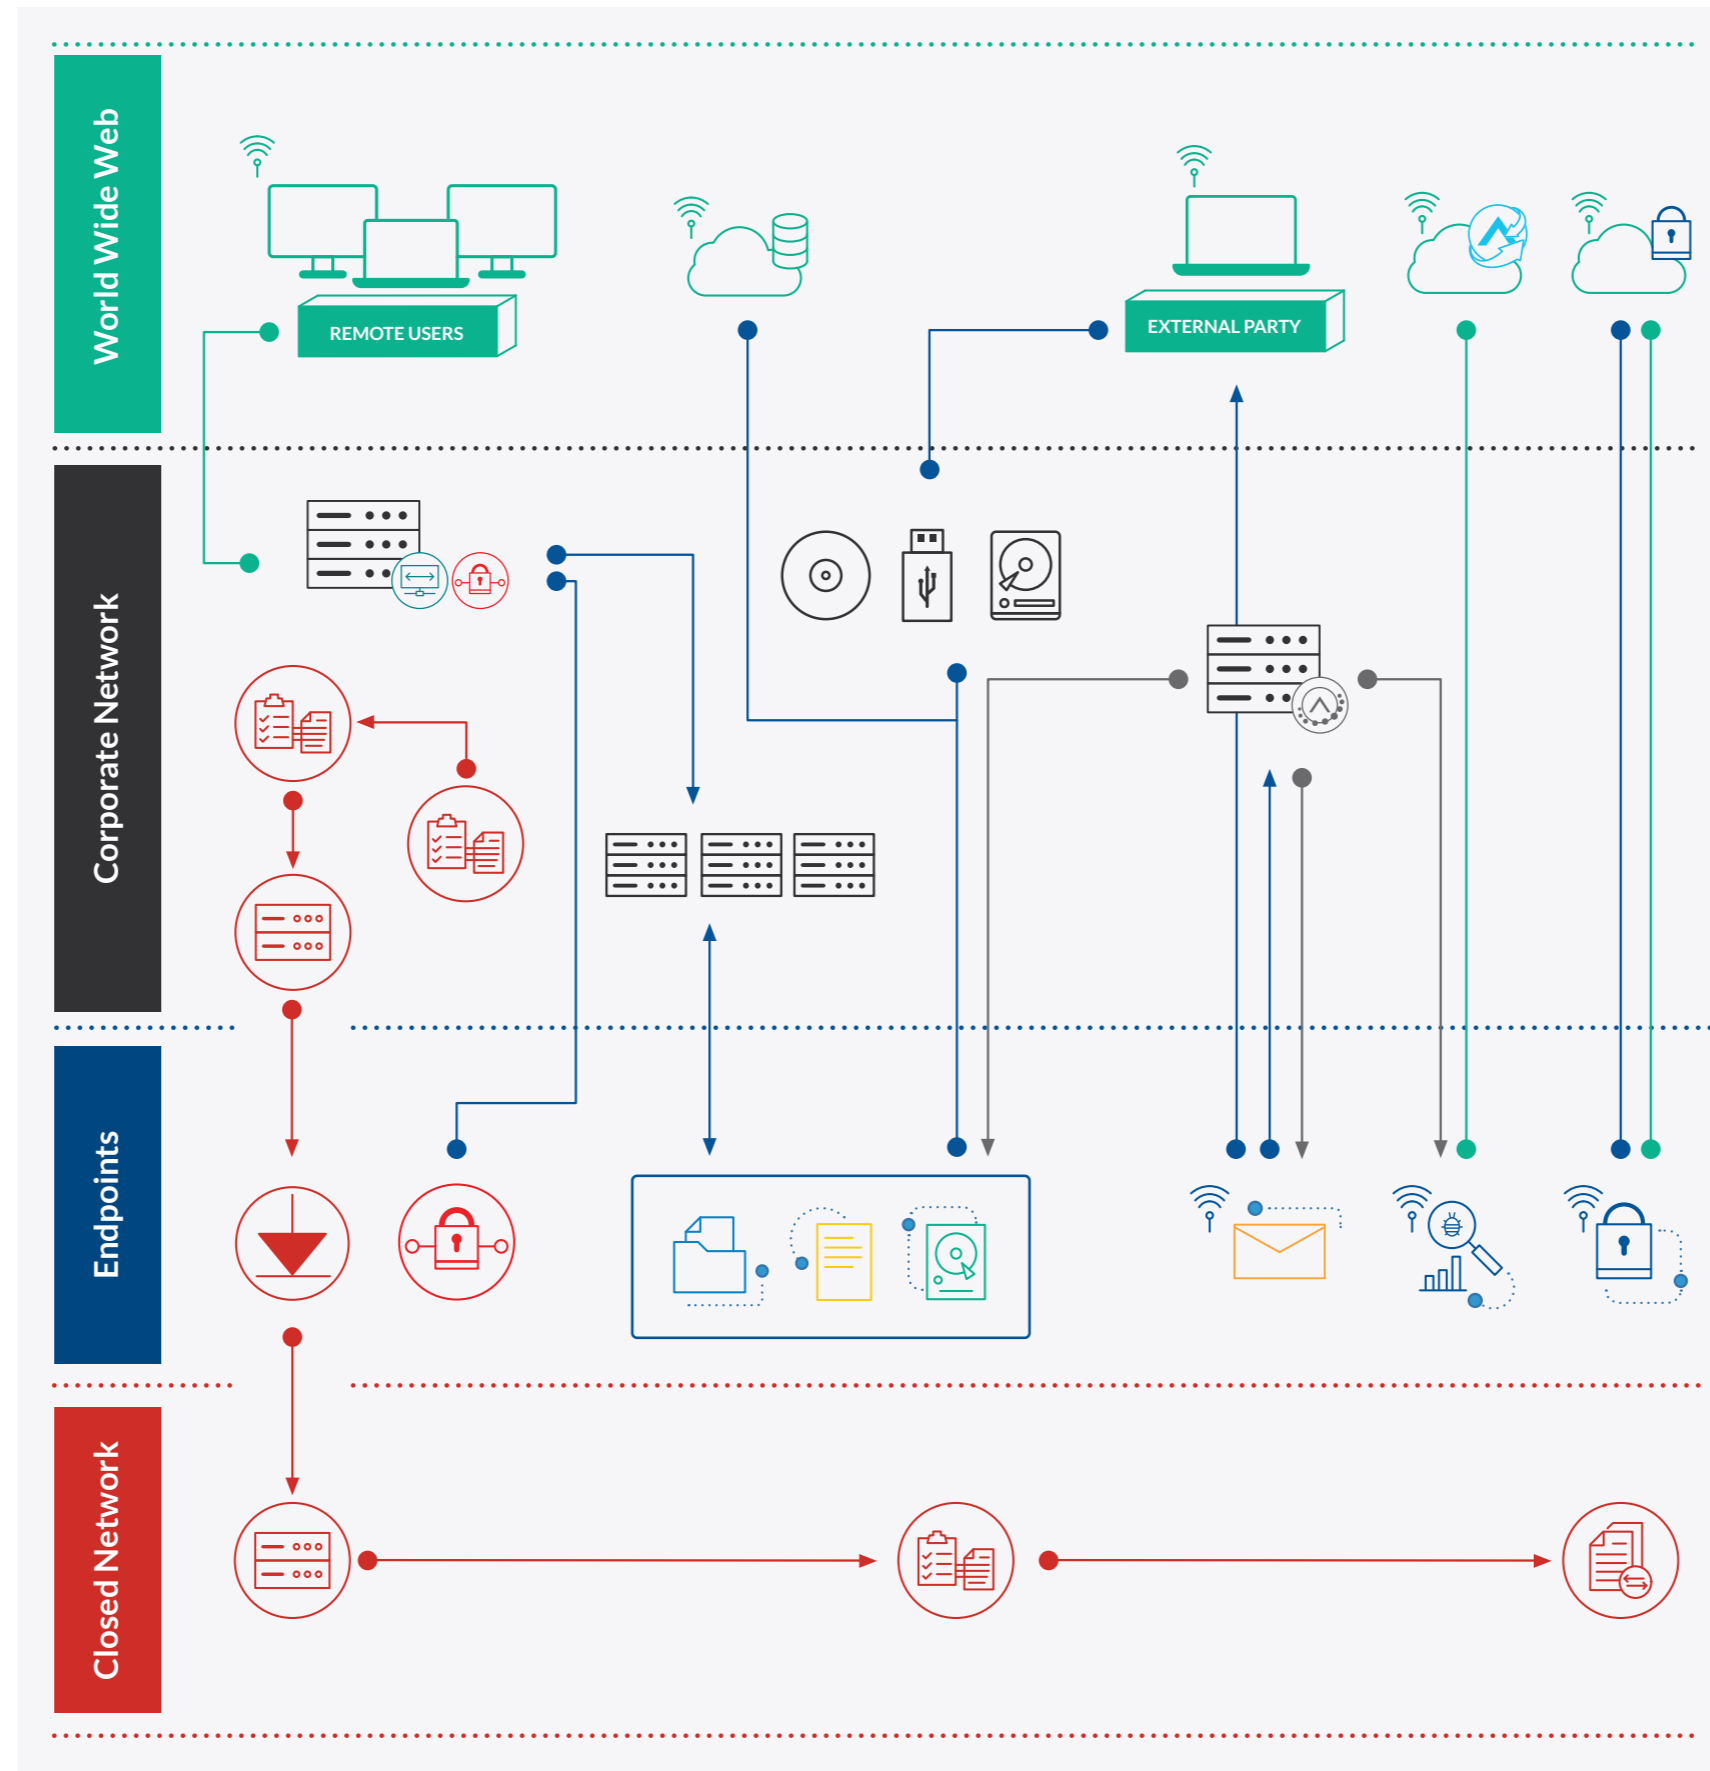 World Wide Web
REMOTE USERS
EXTERNAL PARTY
Corporate Network
Endpoints
Closed Network